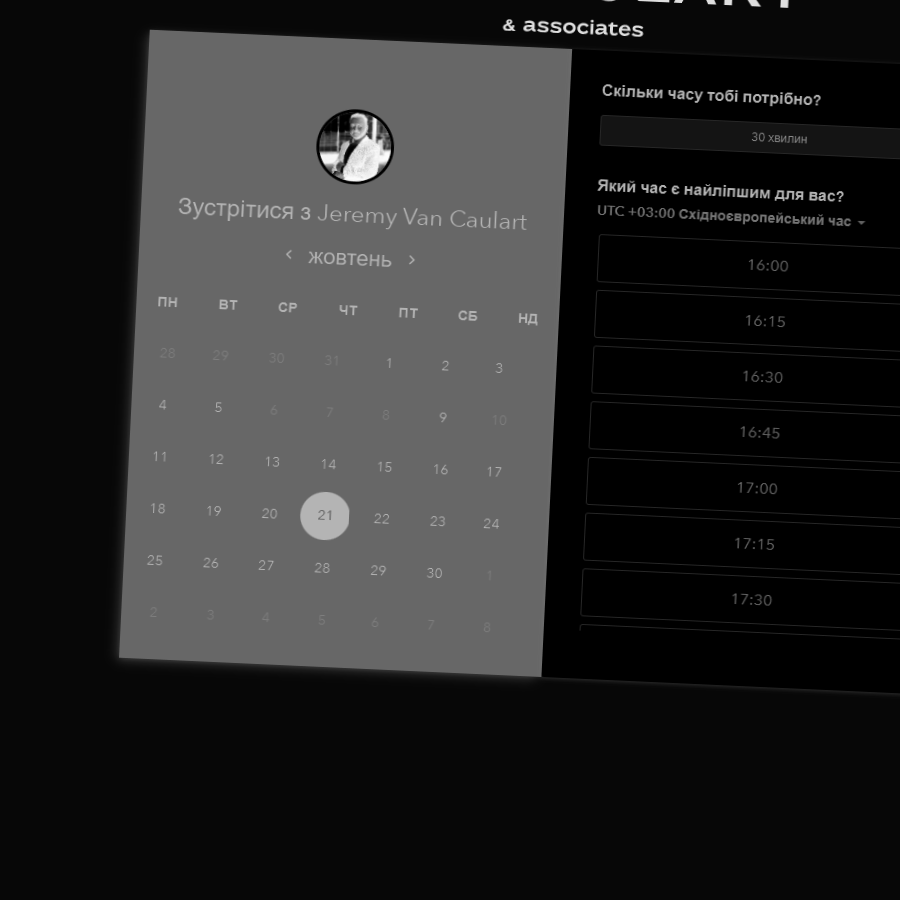 & associates
Зустрітися з Jeremy Van Caulart
жовтень
ПН ВТ СР ЧТ ПТ СБ НД
28 29 30 31 1 2 3
4 5 6 7 8 9 10
11 12 13 14 15 16 17
18 19 20 21 22 23 24
25 26 27 28 29 30 1
2 3 4 5 6 7 8
Скільки часу тобі потрібно?
30 хвилин
Який час є найліпшим для вас?
UTC +03:00 Східноєвропейський час
16:00
16:15
16:30
16:45
17:00
17:15
17:30